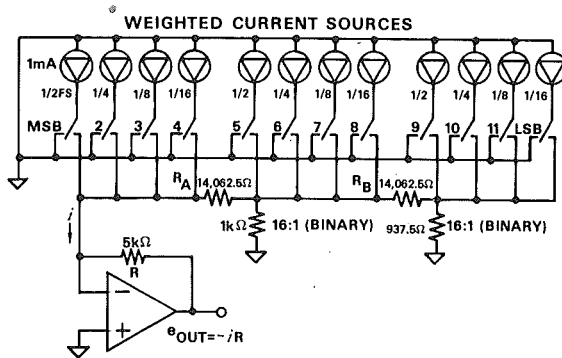 WEIGHTED CURRENT SOURCES
1mA
1/2FS 1/4 1/8 1/16 1/2 1/4 1/8 1/16 1/2 1/4 1/8 1/16
MSB 2 3 4 5 6 7 8 9 10 11 LSB
RA 14,062.5Ω RB 14,062.5Ω
1kΩ 16:1 (BINARY) 937.5Ω 16:1 (BINARY)
i
5kΩ
R
−
+
eOUT=-iR